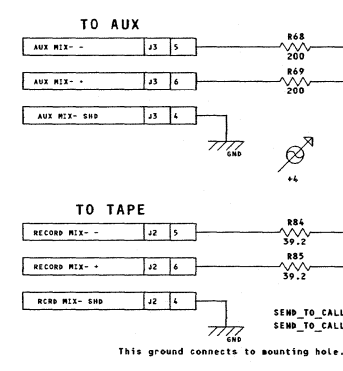 TO AUX
AUX MIX- - J3 5
R68
200
AUX MIX- + J3 6
R69
200
AUX MIX- SHD J3 4
GND
+4
TO TAPE
RECORD MIX- - J2 5
R84
39.2
RECORD MIX- + J2 6
R85
39.2
RCRD MIX- SHD J2 4
GND
SEND_TO_CALL
SEND_TO_CALL
This ground connects to mounting hole.